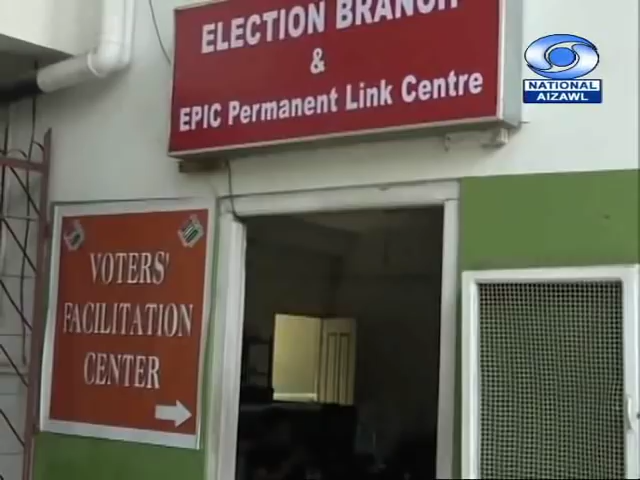 ELECTION BRANCH
&
EPIC Permanent Link Centre
NATIONAL
AIZAWL
VOTERS'
FACILITATION
CENTER